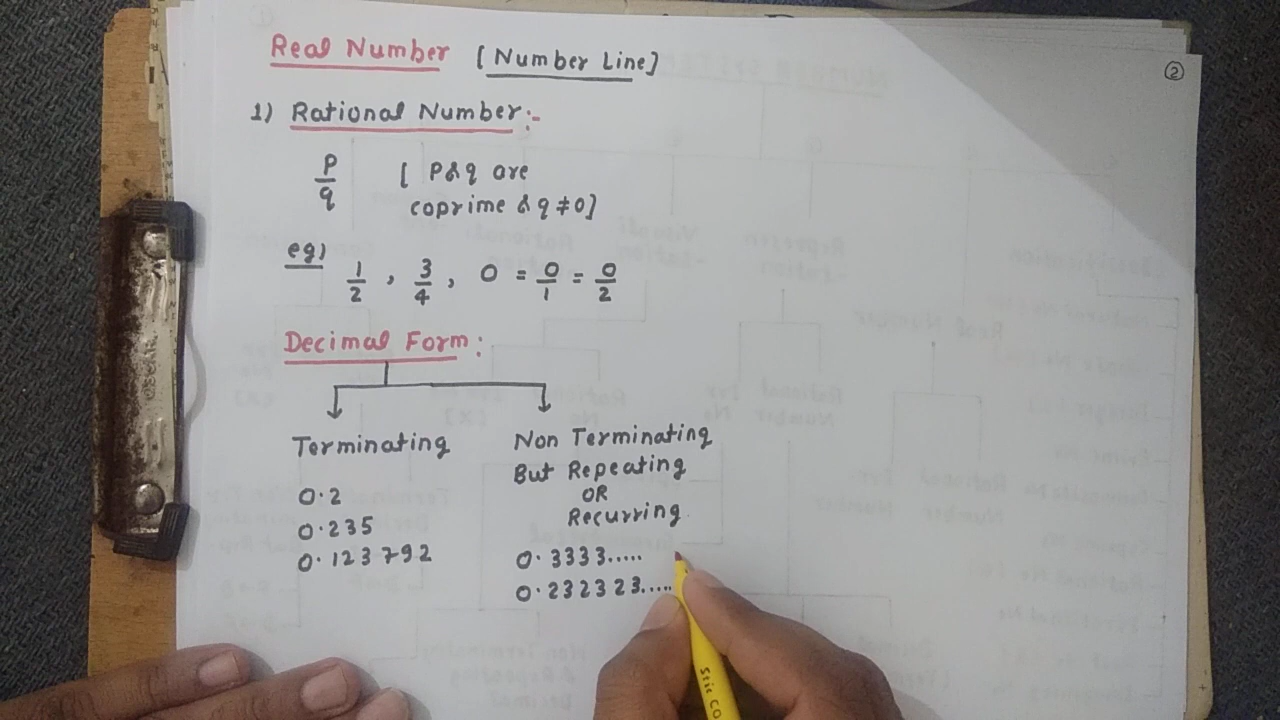 Real Number [Number Line]
②
1) Rational Number:-
P/q [ P & q are
coprime & q ≠ 0]
eg)
1/2 , 3/4 , 0 = 0/1 = 0/2
Decimal Form:
Terminating
0.2
0.235
0.123792
Non Terminating
But Repeating
OR
Recurring
0.3333.....
0.232323.....
Stic CO